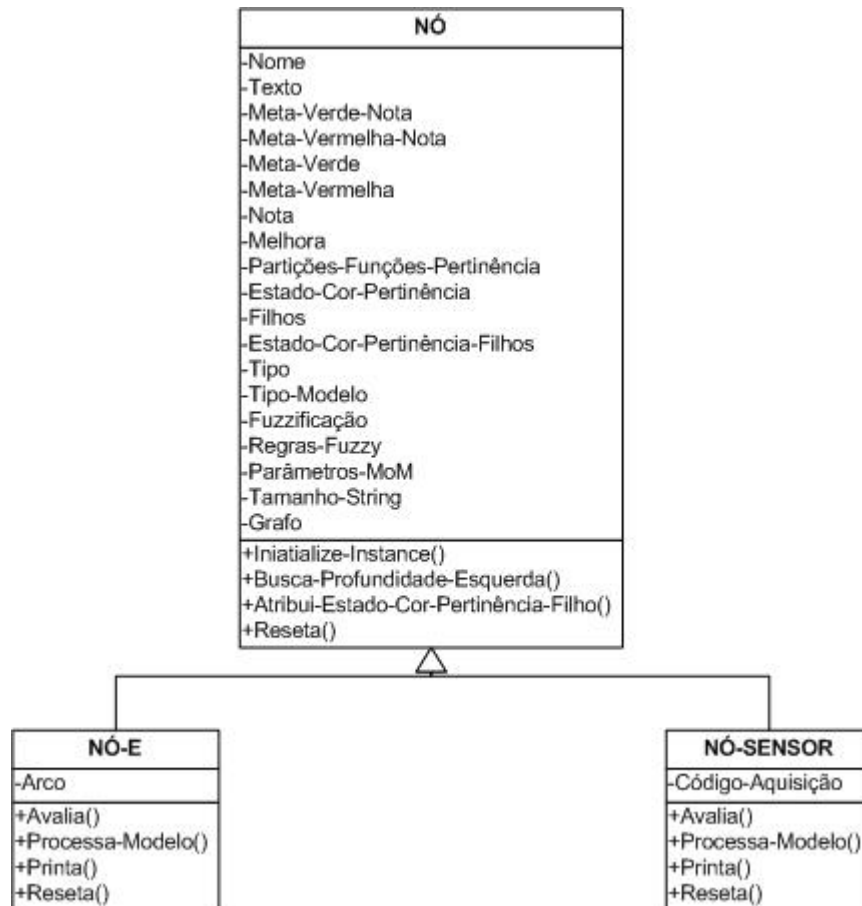 NÓ
-Nome
-Texto
-Meta-Verde-Nota
-Meta-Vermelha-Nota
-Meta-Verde
-Meta-Vermelha
-Nota
-Melhora
-Partições-Funções-Pertinência
-Estado-Cor-Pertinência
-Filhos
-Estado-Cor-Pertinência-Filhos
-Tipo
-Tipo-Modelo
-Fuzzificação
-Regras-Fuzzy
-Parâmetros-MoM
-Tamanho-String
-Grafo
+Iniatialize-Instance()
+Busca-Profundidade-Esquerda()
+Atribui-Estado-Cor-Pertinência-Filho()
+Reseta()
NÓ-E
-Arco
+Avalia()
+Processa-Modelo()
+Printa()
+Reseta()
NÓ-SENSOR
-Código-Aquisição
+Avalia()
+Processa-Modelo()
+Printa()
+Reseta()